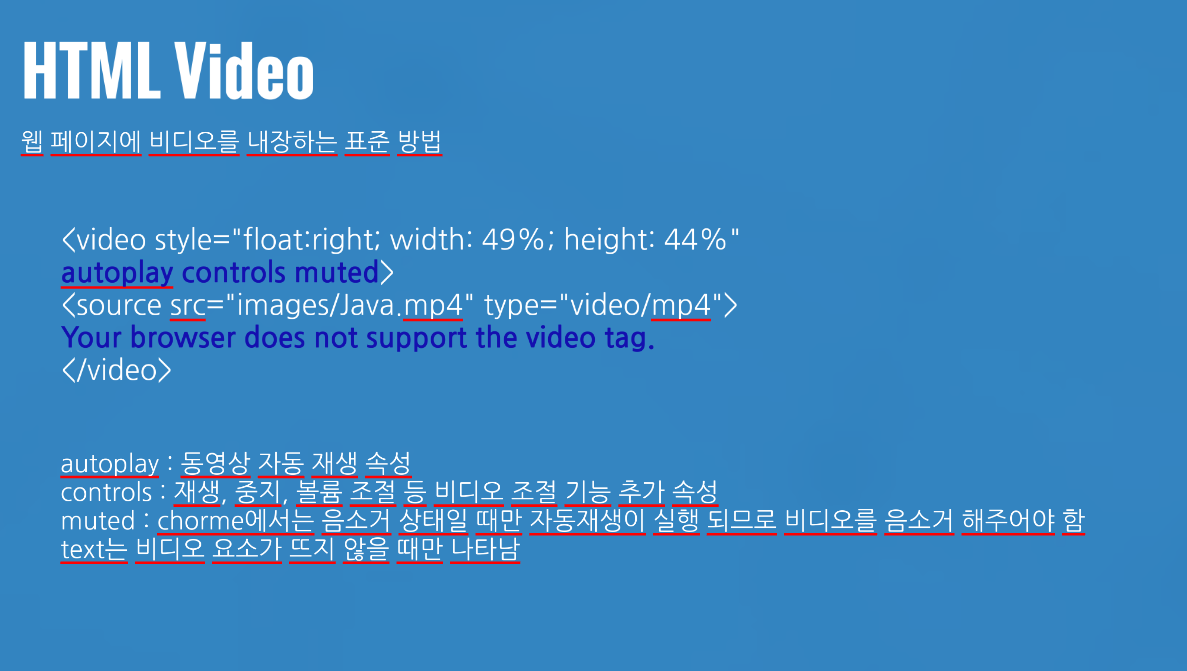 HTML Video
웹 페이지에 비디오를 내장하는 표준 방법
<video style="float:right; width: 49%; height: 44%"
autoplay controls muted>
<source src="images/Java.mp4" type="video/mp4">
Your browser does not support the video tag.
</video>
autoplay : 동영상 자동 재생 속성
controls : 재생, 중지, 볼륨 조절 등 비디오 조절 기능 추가 속성
muted : chorme에서는 음소거 상태일 때만 자동재생이 실행 되므로 비디오를 음소거 해주어야 함
text는 비디오 요소가 뜨지 않을 때만 나타남